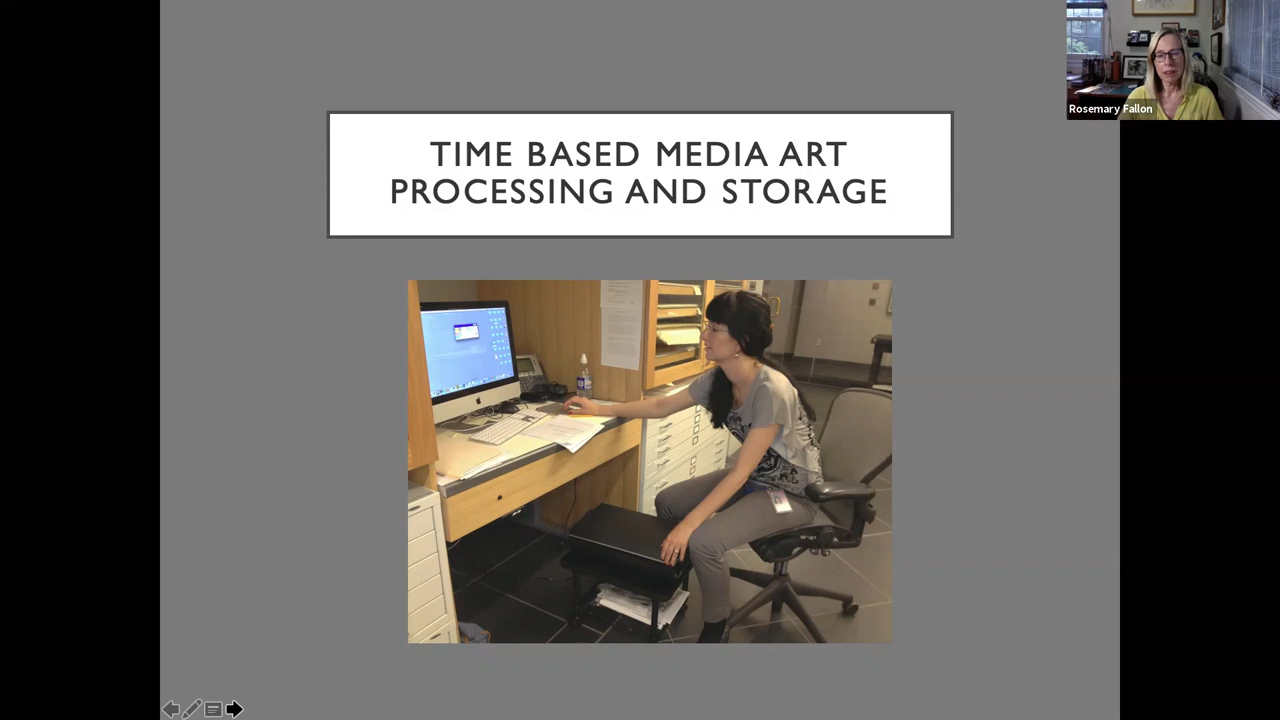 TIME BASED MEDIA ART
PROCESSING AND STORAGE
Rosemary Fallon